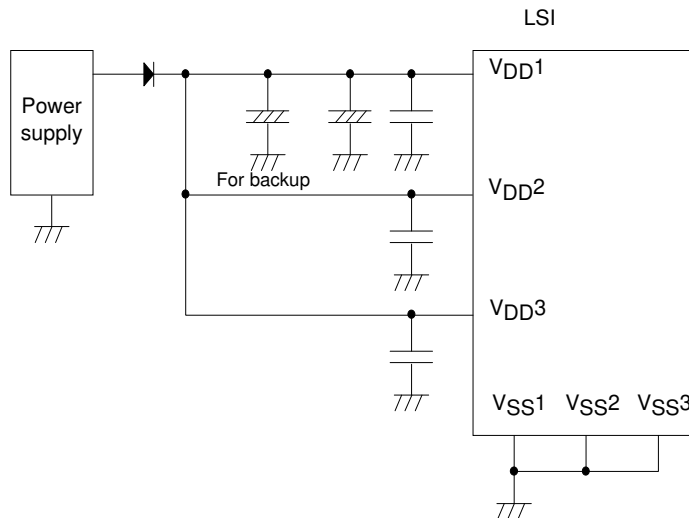 LSI
Power
supply
VDD1
For backup
VDD2
VDD3
VSS1 VSS2 VSS3